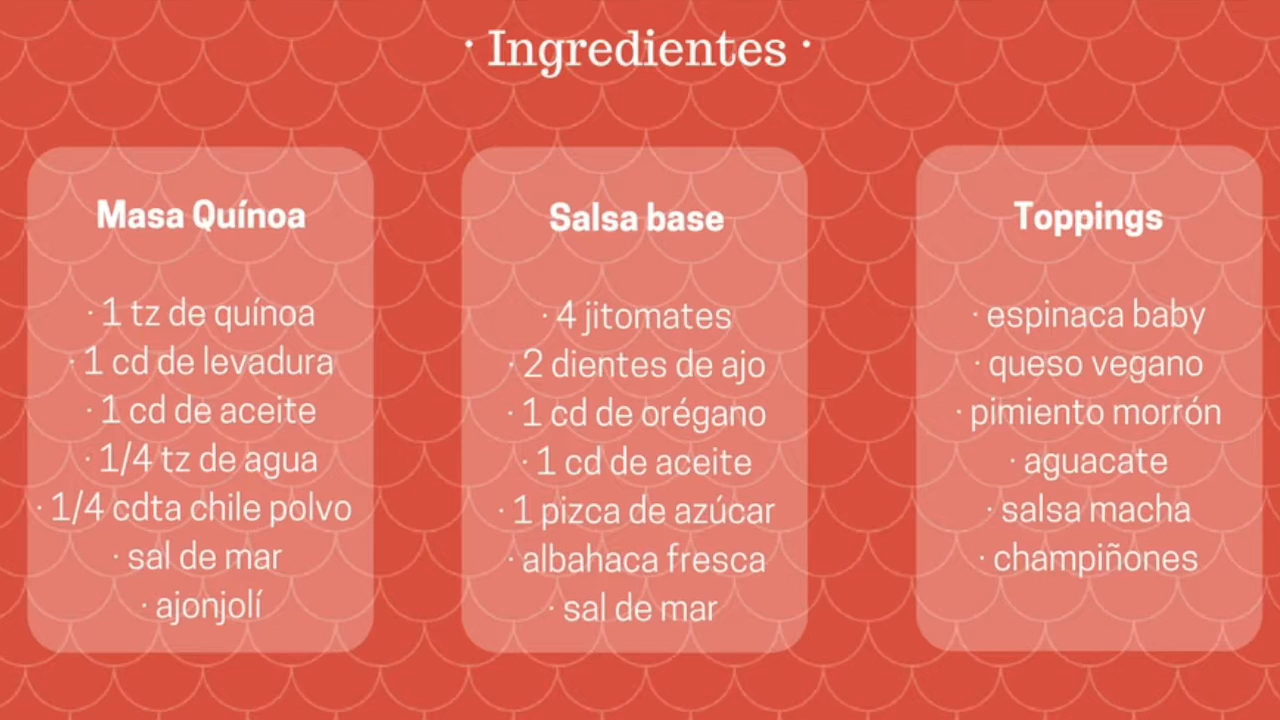 · Ingredientes ·
Masa Quínoa
· 1 tz de quínoa
· 1 cd de levadura
· 1 cd de aceite
· 1/4 tz de agua
· 1/4 cdta chile polvo
· sal de mar
· ajonjolí
Salsa base
· 4 jitomates
· 2 dientes de ajo
· 1 cd de orégano
· 1 cd de aceite
· 1 pizca de azúcar
· albahaca fresca
· sal de mar
Toppings
· espinaca baby
· queso vegano
· pimiento morrón
· aguacate
· salsa macha
· champiñones